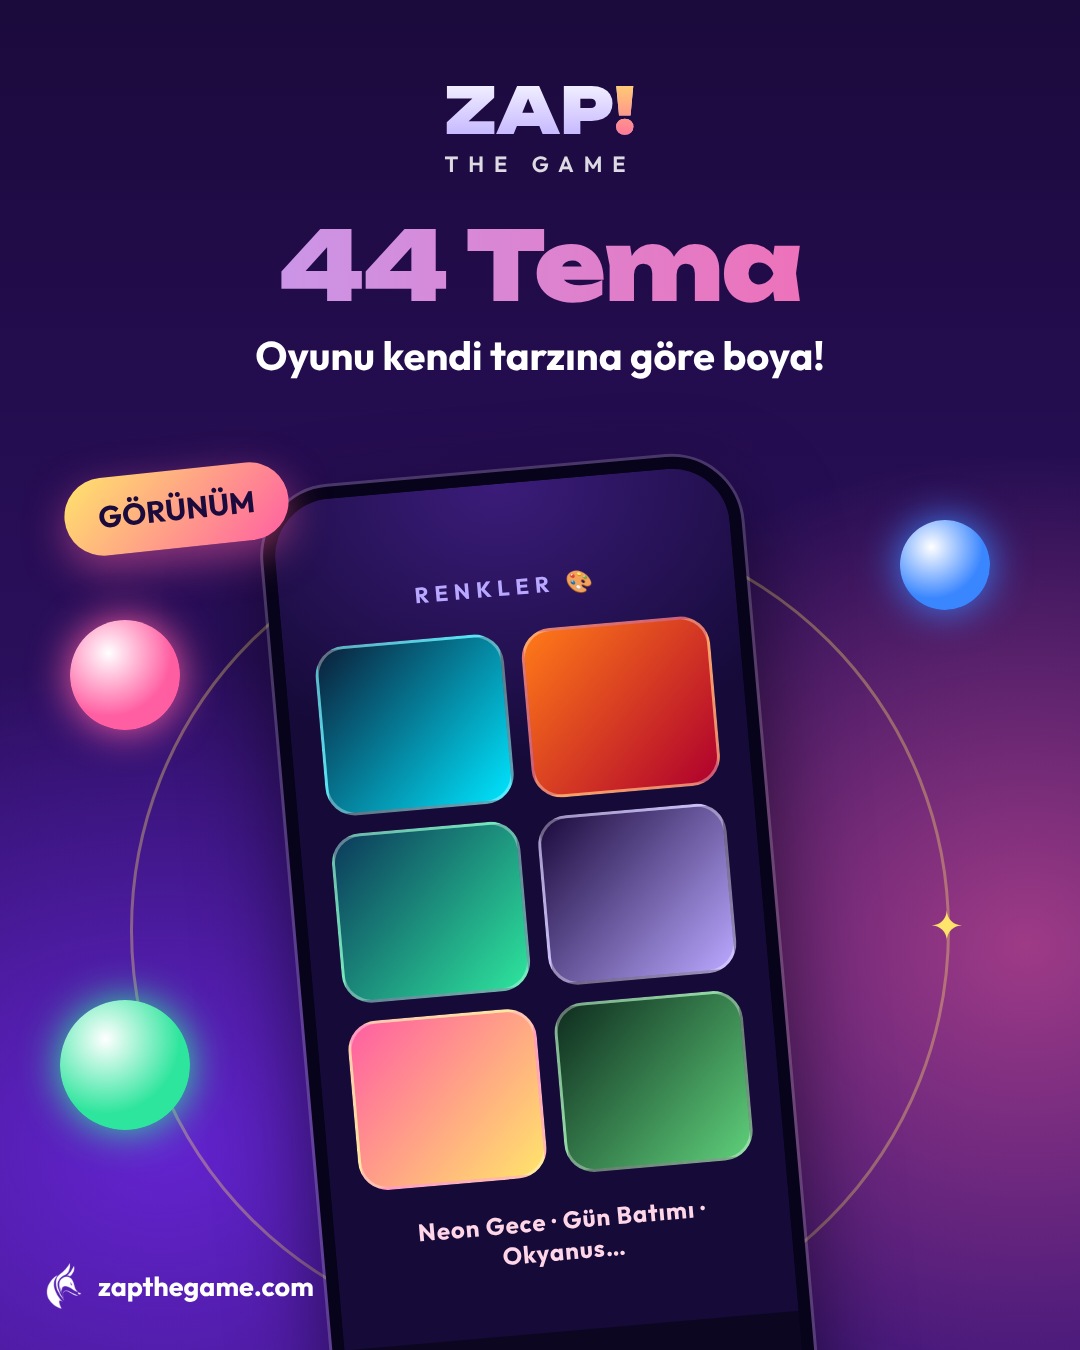 ZAP!
THE GAME
44 Tema
Oyunu kendi tarzına göre boya!
GÖRÜNÜM
RENKLER 🎨
Neon Gece · Gün Batımı ·
Okyanus...
zapthegame.com